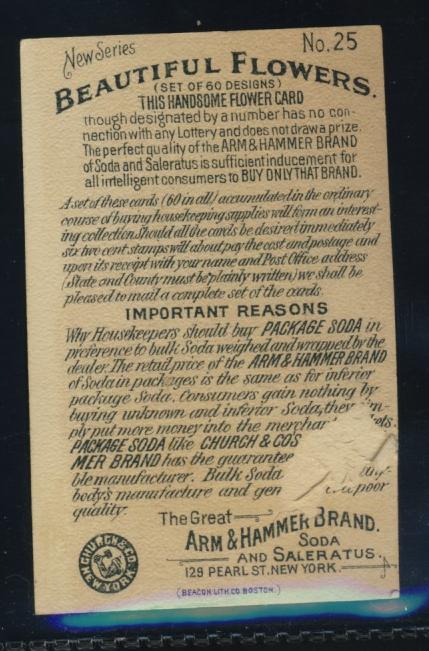 New Series
No. 25
BEAUTIFUL FLOWERS.
(SET OF 60 DESIGNS)
THIS HANDSOME FLOWER CARD
though designated by a number has no con-
nection with any Lottery and does not draw a prize.
The perfect quality of the ARM & HAMMER BRAND
of Soda and Saleratus is sufficient inducement for
all intelligent consumers to BUY ONLY THAT BRAND.
A set of these cards (60 in all) accumulated in the ordinary
course of buying housekeeping supplies will form an interest-
ing collection. Should all the cards be desired immediately
six two cent stamps will about pay the cost and postage and
upon its receipt with your name and Post Office address
(State and County must be plainly written) we shall be
pleased to mail a complete set of the cards.
IMPORTANT REASONS
Why Housekeepers should buy PACKAGE SODA in
preference to bulk Soda weighed and wrapped by the
dealer. The retail price of the ARM & HAMMER BRAND
of Soda in packages is the same as for inferior
package Soda. Consumers gain nothing by
buying unknown and inferior Soda, they
ply put more money into the
PACKAGE SODA like CHURCH & CO'S
MER BRAND has the guarantee
ble manufacturer. Bulk Soda
body's manufacture and gen poor
quality.
The Great
ARM & HAMMER BRAND.
SODA
AND SALERATUS.
129 PEARL ST. NEW YORK.
CHURCH & CO.
NEW YORK
(BEACON LITH. CO. BOSTON.)